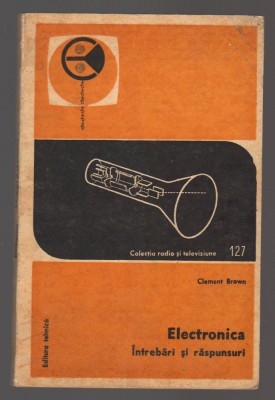 Colecția radio și televiziune 127
Clement Brown
Electronica
Întrebări și răspunsuri
Editura tehnică